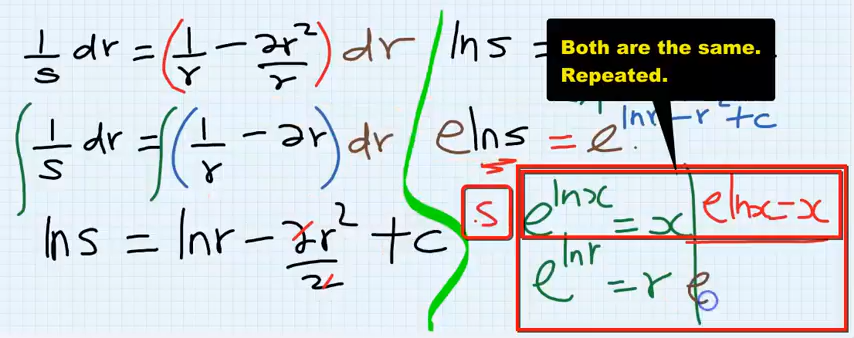 1/s dr = (1/r − 2r²/r) dr
∫ 1/s dr = ∫ (1/r − 2r) dr
ln s = ln r − 2r²/2 + c
ln s =
Both are the same.
Repeated.
e ln s = e^(ln r − r² + c)
.s
e^(ln x) = x
e ln x − x
e^(ln r) = r
e